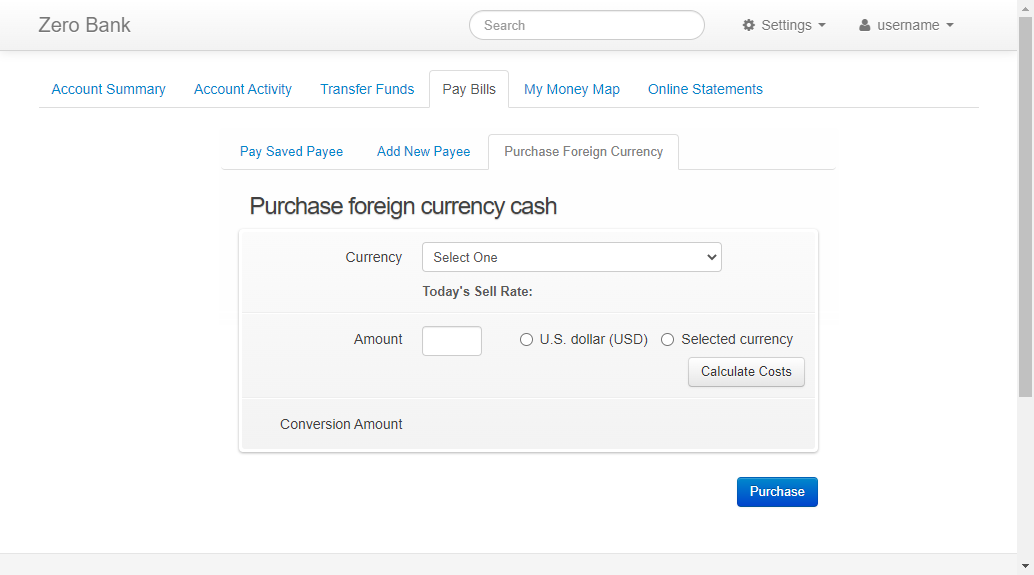 Zero Bank Search Settings username
Account Summary Account Activity Transfer Funds Pay Bills My Money Map Online Statements
Pay Saved Payee Add New Payee Purchase Foreign Currency
Purchase foreign currency cash
Currency Select One
Today's Sell Rate:
Amount U.S. dollar (USD) Selected currency
Calculate Costs
Conversion Amount
Purchase